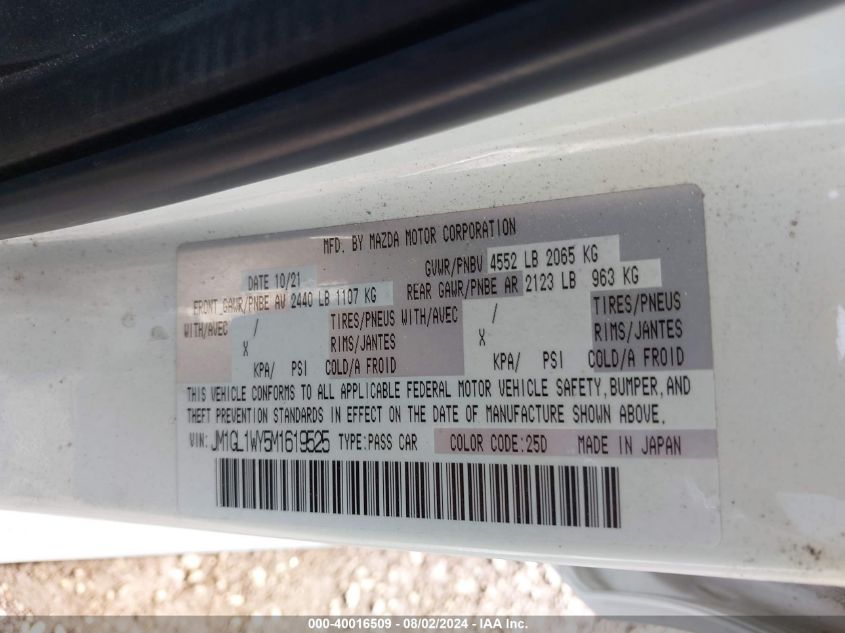 MFD. BY MAZDA MOTOR CORPORATION
DATE 10/21 GVWR/PNBV 4552 LB 2065 KG
FRONT GAWR/PNBE AV 2440 LB 1107 KG REAR GAWR/PNBE AR 2123 LB 963 KG
WITH/AVEC / TIRES/PNEUS WITH/AVEC / TIRES/PNEUS
X RIMS/JANTES X RIMS/JANTES
KPA/ PSI COLD/A FROID KPA/ PSI COLD/A FROID
THIS VEHICLE CONFORMS TO ALL APPLICABLE FEDERAL MOTOR VEHICLE SAFETY, BUMPER, AND
THEFT PREVENTION STANDARDS IN EFFECT ON THE DATE OF MANUFACTURE SHOWN ABOVE.
VIN: JM1GL1WY5M1619525 TYPE:PASS CAR COLOR CODE:25D MADE IN JAPAN
000-40016509 - 08/02/2024 - IAA, Inc.